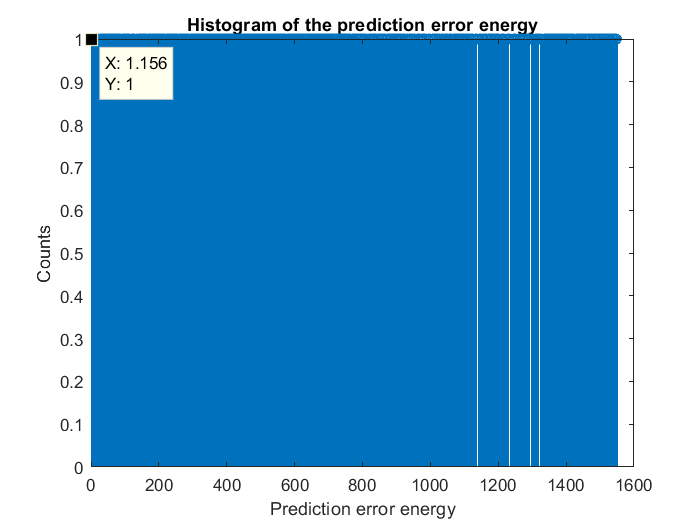 Histogram of the prediction error energy
1
X: 1.156
Y: 1
0.9
0.8
0.7
0.6
0.5
0.4
0.3
0.2
0.1
0
Counts
0 200 400 600 800 1000 1200 1400 1600
Prediction error energy